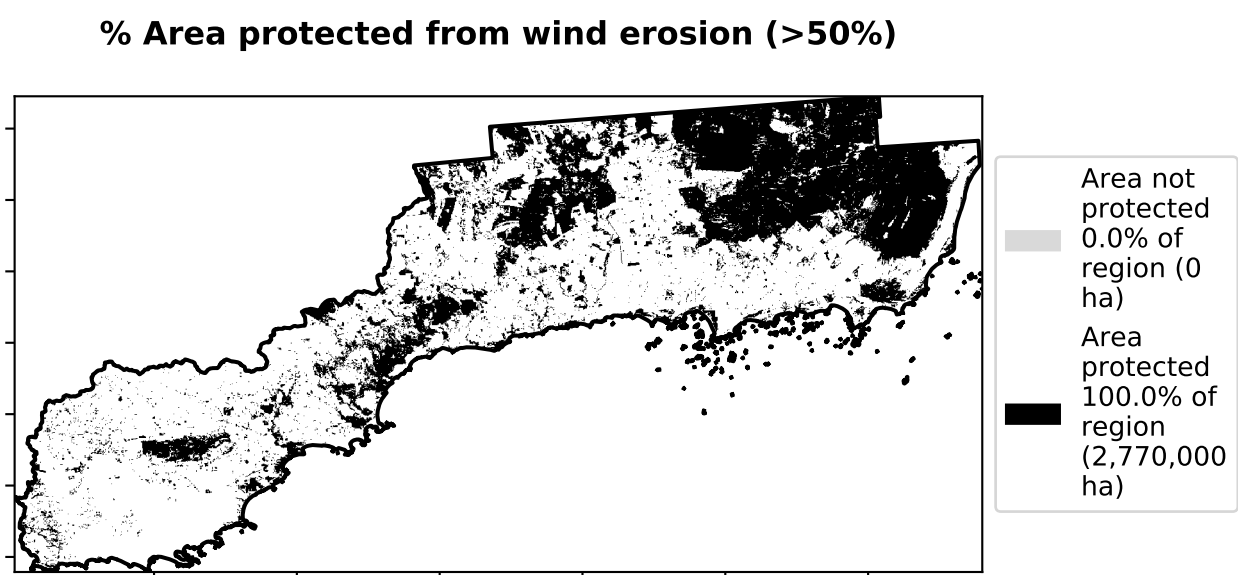 % Area protected from wind erosion (>50%)
Area not
protected
0.0% of
region (0
ha)
Area
protected
100.0% of
region
(2,770,000
ha)